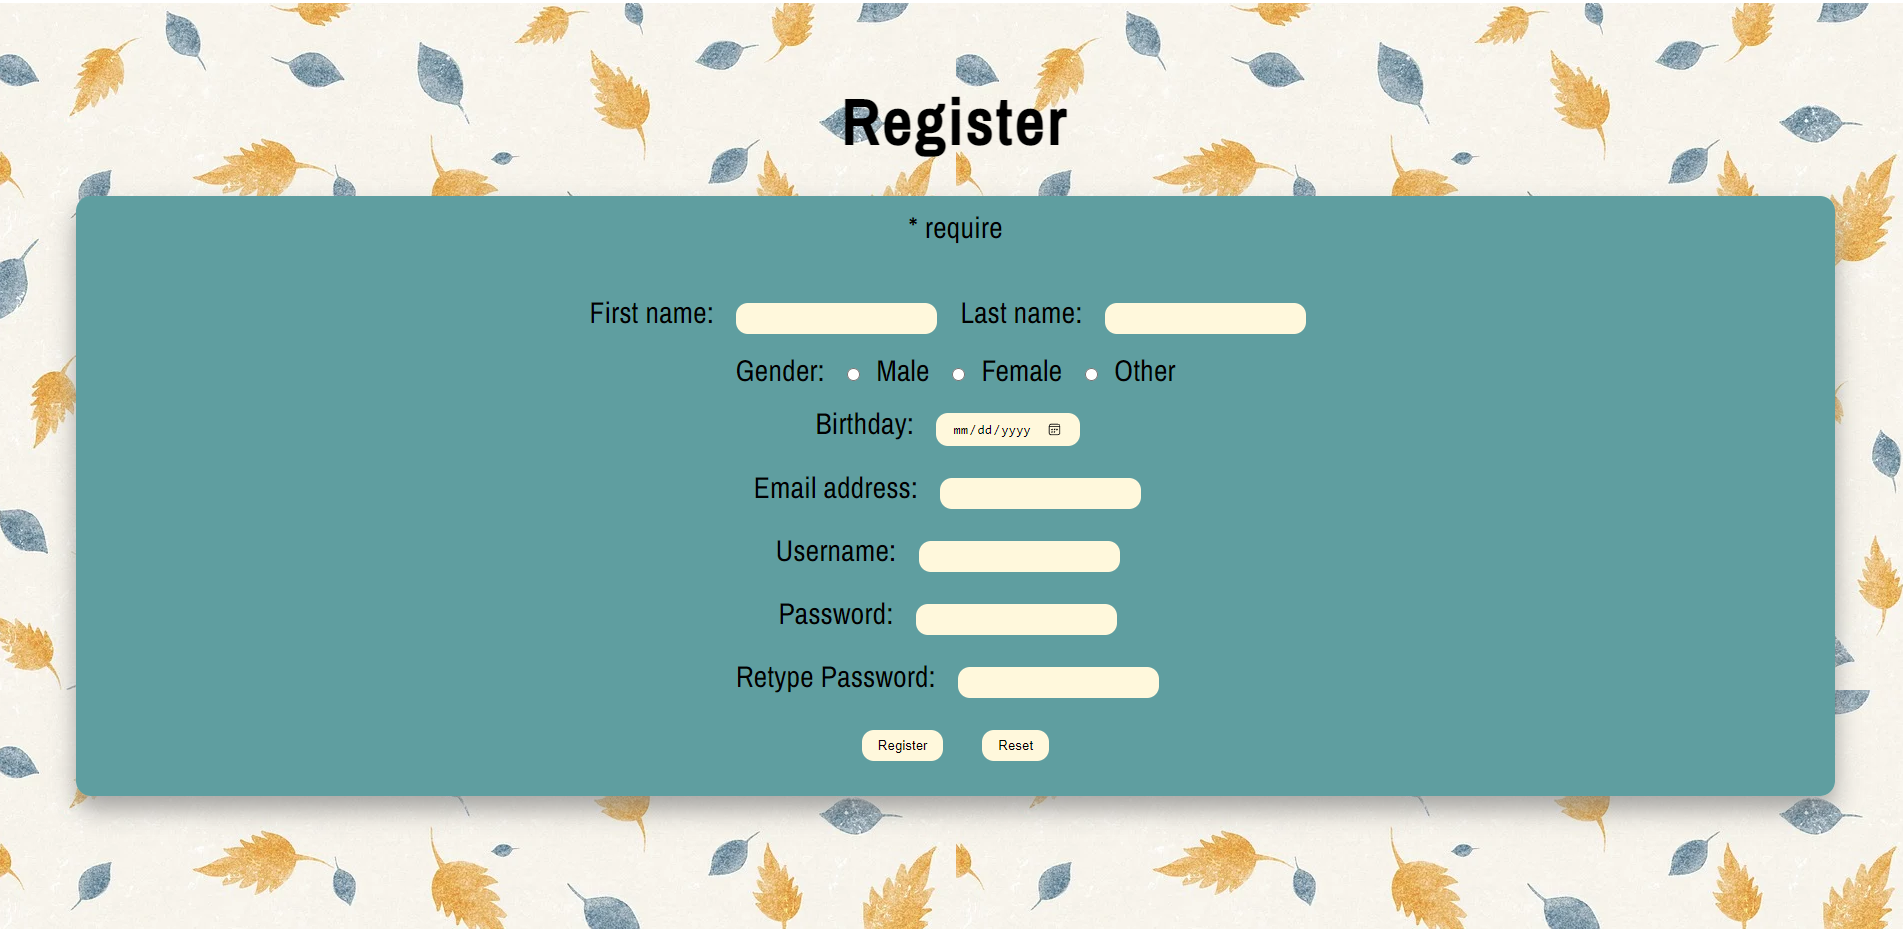 Register
* require
First name: Last name:
Gender: Male Female Other
Birthday: mm/dd/yyyy
Email address:
Username:
Password:
Retype Password:
Register Reset